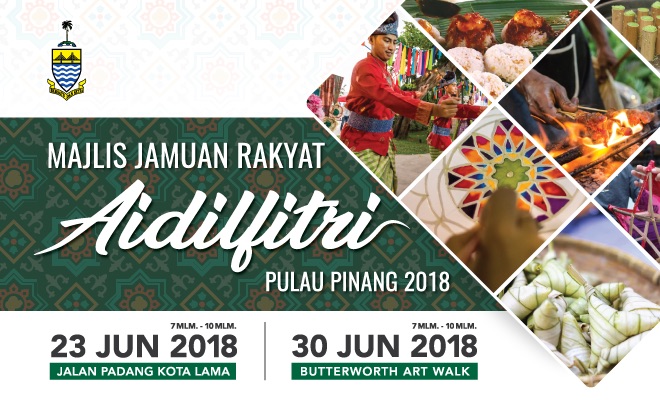 MAJLIS JAMUAN RAKYAT
Aidilfitri
PULAU PINANG 2018
7 MLM. - 10 MLM.
23 JUN 2018
JALAN PADANG KOTA LAMA
7 MLM. - 10 MLM.
30 JUN 2018
BUTTERWORTH ART WALK